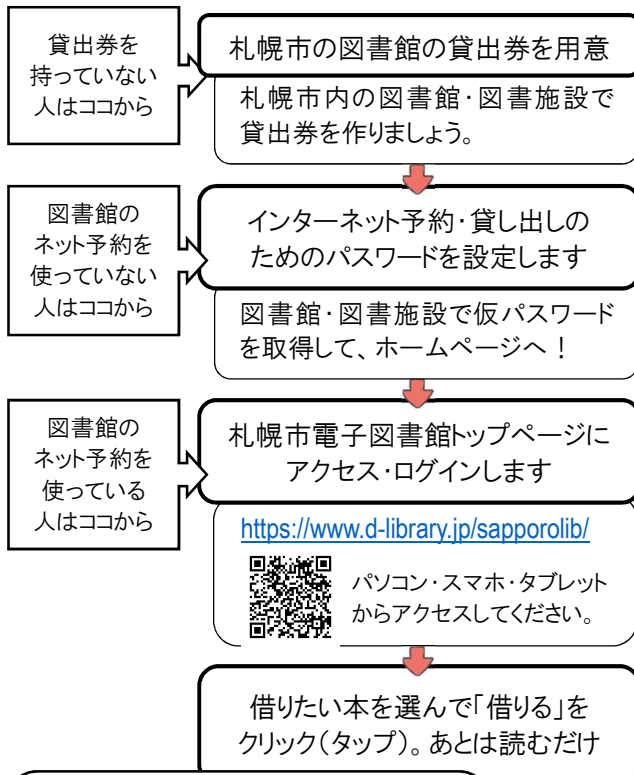 貸出券を
持っていない
人はココから
札幌市の図書館の貸出券を用意
札幌市内の図書館・図書施設で
貸出券を作りましょう。
図書館の
ネット予約を
使っていない
人はココから
インターネット予約・貸し出しの
ためのパスワードを設定します
図書館・図書施設で仮パスワード
を取得して、ホームページへ！
図書館の
ネット予約を
使っている
人はココから
札幌市電子図書館トップページに
アクセス・ログインします
https://www.d-library.jp/sapporolib/
パソコン・スマホ・タブレット
からアクセスしてください。
借りたい本を選んで「借りる」を
クリック（タップ）。あとは読むだけ